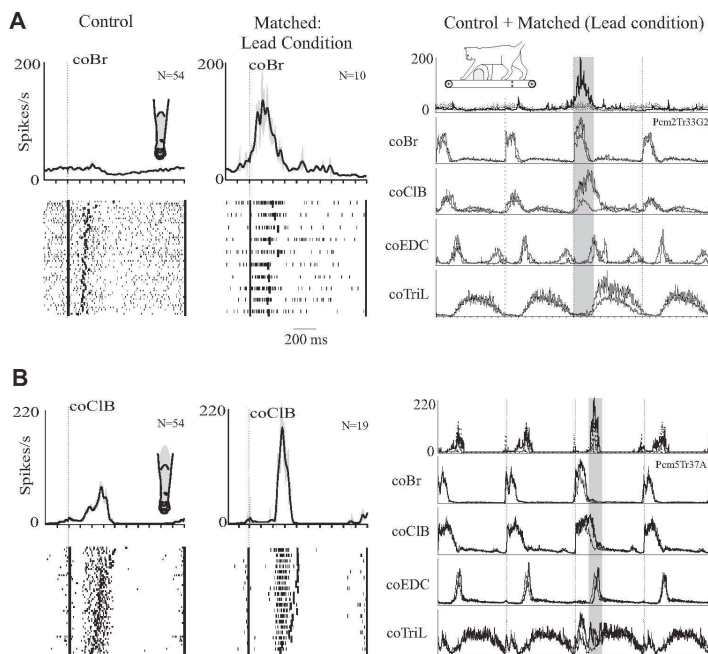 A
Control
Matched:
Lead Condition
Control + Matched (Lead condition)
coBr
N=54
coBr
N=10
200
Spikes/s
0
200
0
200
0
Pcm2Tr33G2
coBr
coClB
coEDC
coTriL
200 ms
B
coClB
N=54
coClB
N=19
220
Spikes/s
0
220
0
220
0
Pcm5Tr37A
coBr
coClB
coEDC
coTriL